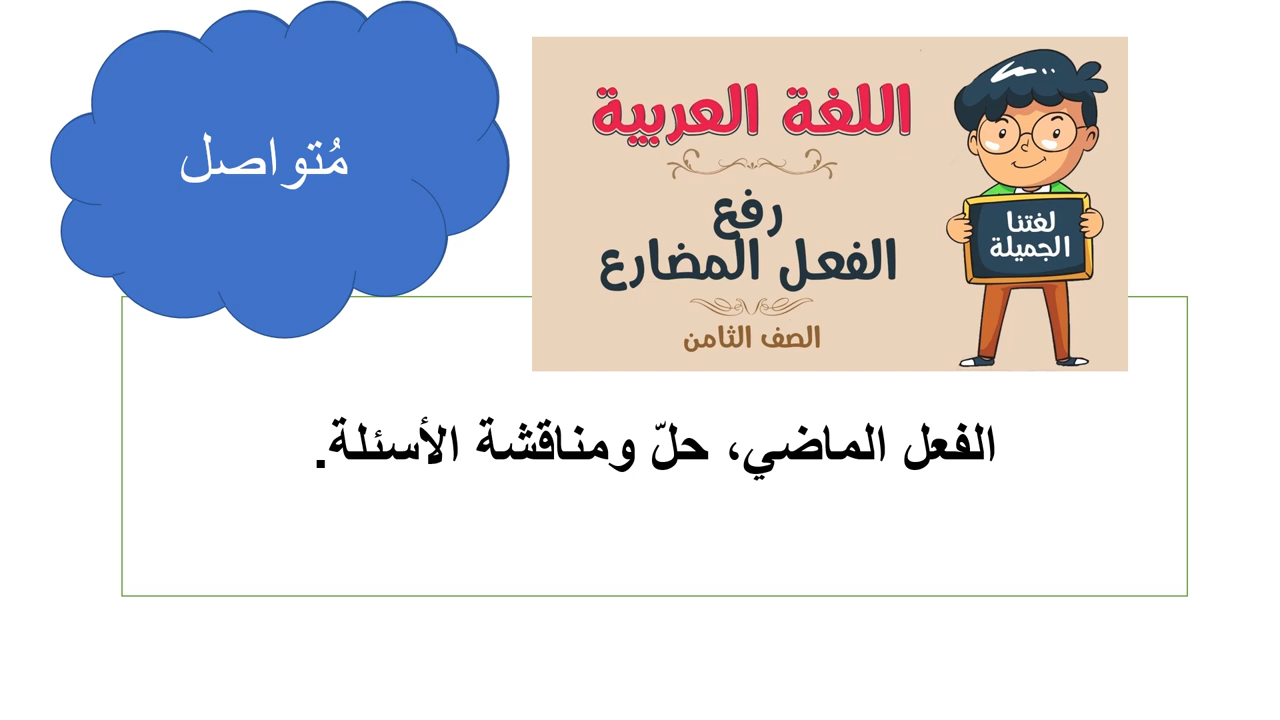 مُتواصل
اللغة العربية
رفع
الفعل المضارع
الصف الثامن
لغتنا
الجميلة
الفعل الماضي، حلّ ومناقشة الأسئلة.